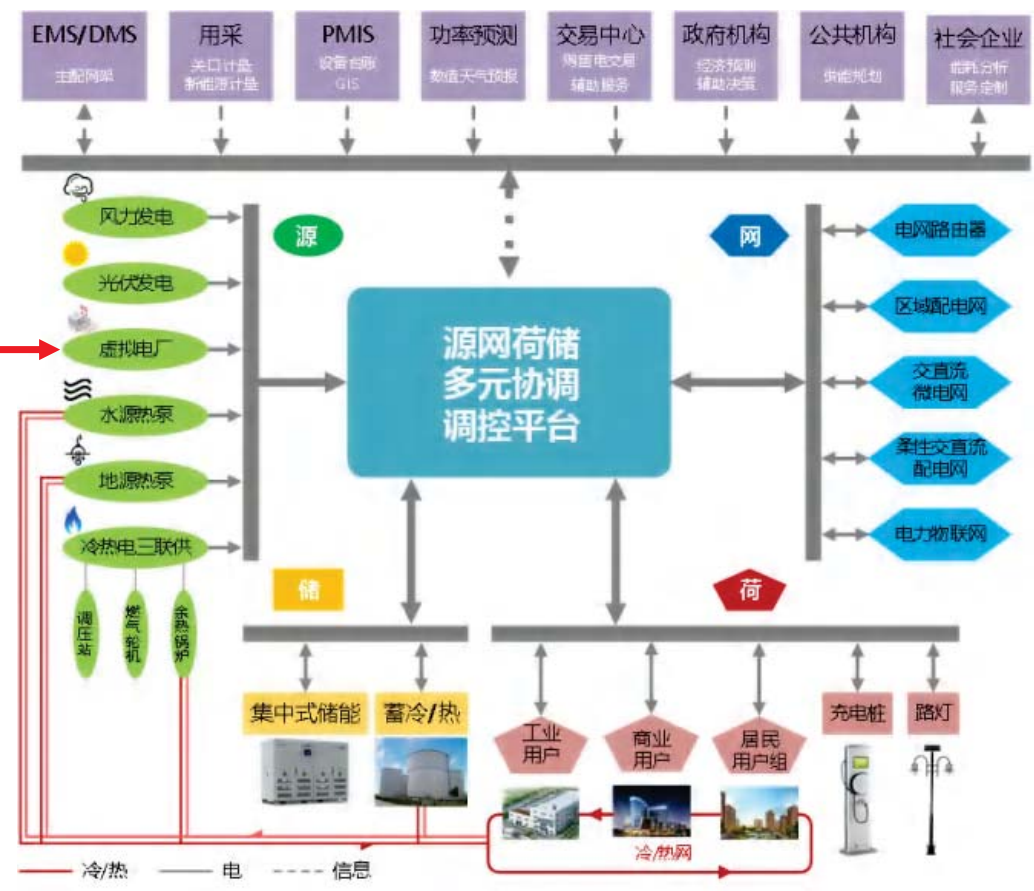 EMS/DMS
主配网架
用采
关口计量
新能源计量
PMIS
设备台账
GIS
功率预测
数值天气预报
交易中心
购售电交易
辅助服务
政府机构
经济预测
辅助决策
公共机构
供能规划
社会企业
能耗分析
服务定制
风力发电
光伏发电
虚拟电厂
水源热泵
地源热泵
冷热电三联供
调压站
燃气轮机
余热锅炉
源
网
源网荷储
多元协调
调控平台
电网路由器
区域配电网
交直流
微电网
柔性交直流
配电网
电力物联网
储
荷
集中式储能
蓄冷/热
工业
用户
商业
用户
居民
用户组
充电桩
路灯
冷/热网
冷/热
电
信息